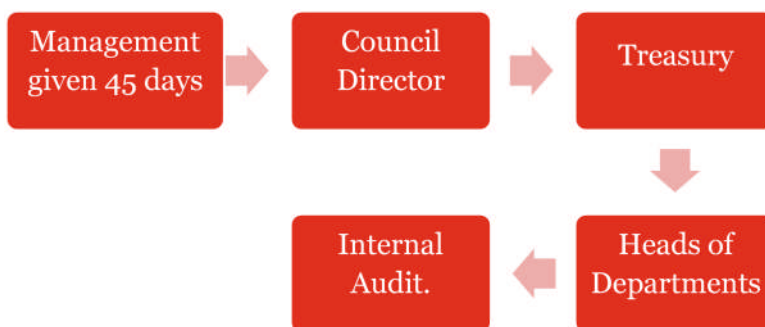 Management
given 45 days
Council
Director
Treasury
Heads of
Departments
Internal
Audit.